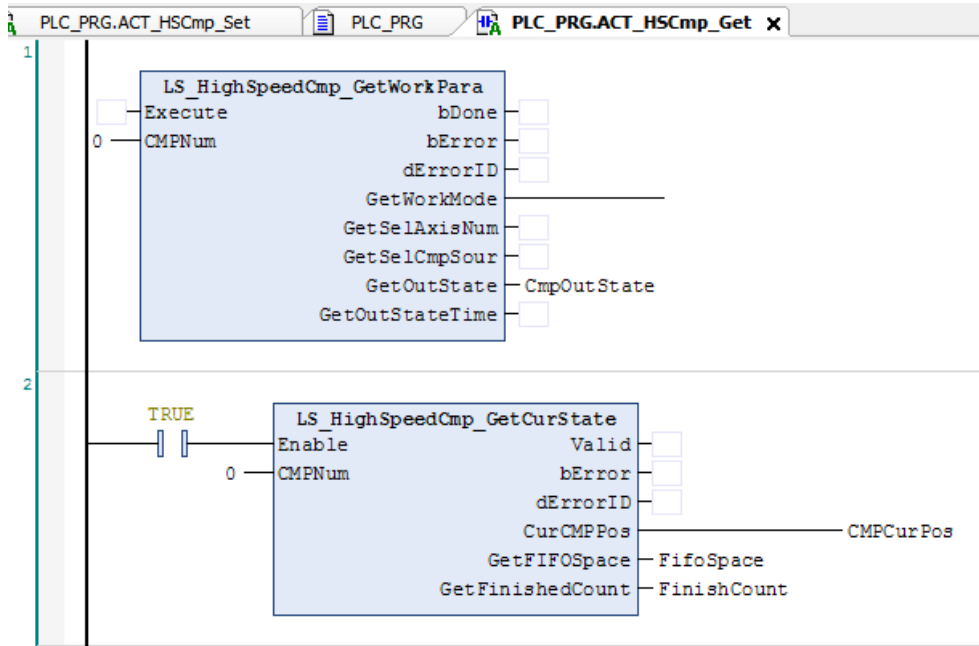 PLC_PRG.ACT_HSCmp_Set PLC_PRG PLC_PRG.ACT_HSCmp_Get x
1
LS_HighSpeedCmp_GetWorkPara
Execute bDone
0 CMPNum bError
dErrorID
GetWorkMode
GetSelAxisNum
GetSelCmpSour
GetOutState CmpOutState
GetOutStateTime
2
TRUE
LS_HighSpeedCmp_GetCurState
Enable Valid
0 CMPNum bError
dErrorID
CurCMPPos CMPCurPos
GetFIFOSpace FifoSpace
GetFinishedCount FinishCount